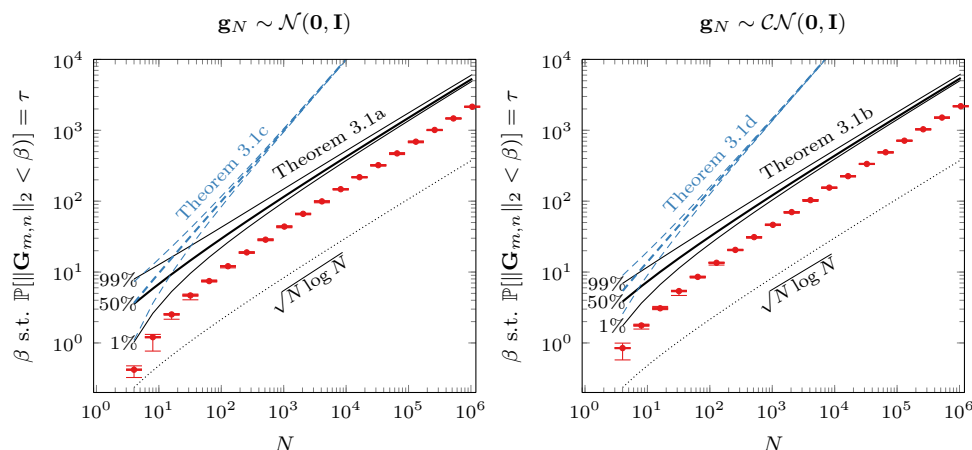 g_N ∼ 𝒩(0, I)
β s.t. ℙ[‖|G_{m,n}‖_2 < β)] = τ
10^4
10^3
10^2
10^1
10^0
99%
50%
1%
Theorem 3.1c
Theorem 3.1a
√N log N
10^0 10^1 10^2 10^3 10^4 10^5 10^6
N
g_N ∼ 𝒞𝒩(0, I)
β s.t. ℙ[‖|G_{m,n}‖_2 < β)] = τ
10^4
10^3
10^2
10^1
10^0
99%
50%
1%
Theorem 3.1d
Theorem 3.1b
√N log N
10^0 10^1 10^2 10^3 10^4 10^5 10^6
N